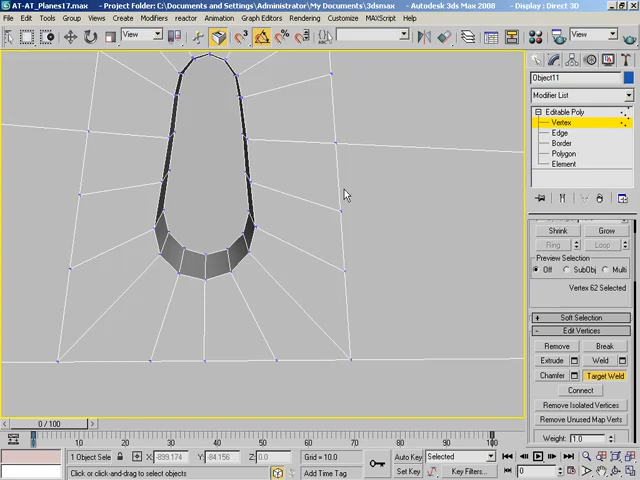 AT-AT_Planes17.max - Project Folder: C:\Documents and Settings\Administrator\My Documents\3dsmax - Autodesk 3ds Max 2008 - Display : Direct 3D
File Edit Tools Group Views Create Modifiers reactor Animation Graph Editors Rendering Customize MAXScript Help
View View
Object11
Modifier List
Editable Poly
Vertex
Edge
Border
Polygon
Element
Shrink Grow
Ring Loop
Preview Selection
Off SubObj Multi
Vertex 62 Selected
+ Soft Selection
- Edit Vertices
Remove Break
Extrude Weld
Chamfer Target Weld
Connect
Remove Isolated Vertices
Remove Unused Map Verts
Weight: 1.0
0 / 100
0 10 20 30 40 50 60 70 80 90 100
1 Object Sele X: -899.174 Y: -84.156 Z: 0.0 Grid = 10.0 Auto Key Selected
Click or click-and-drag to select objects Add Time Tag Set Key Key Filters... 0